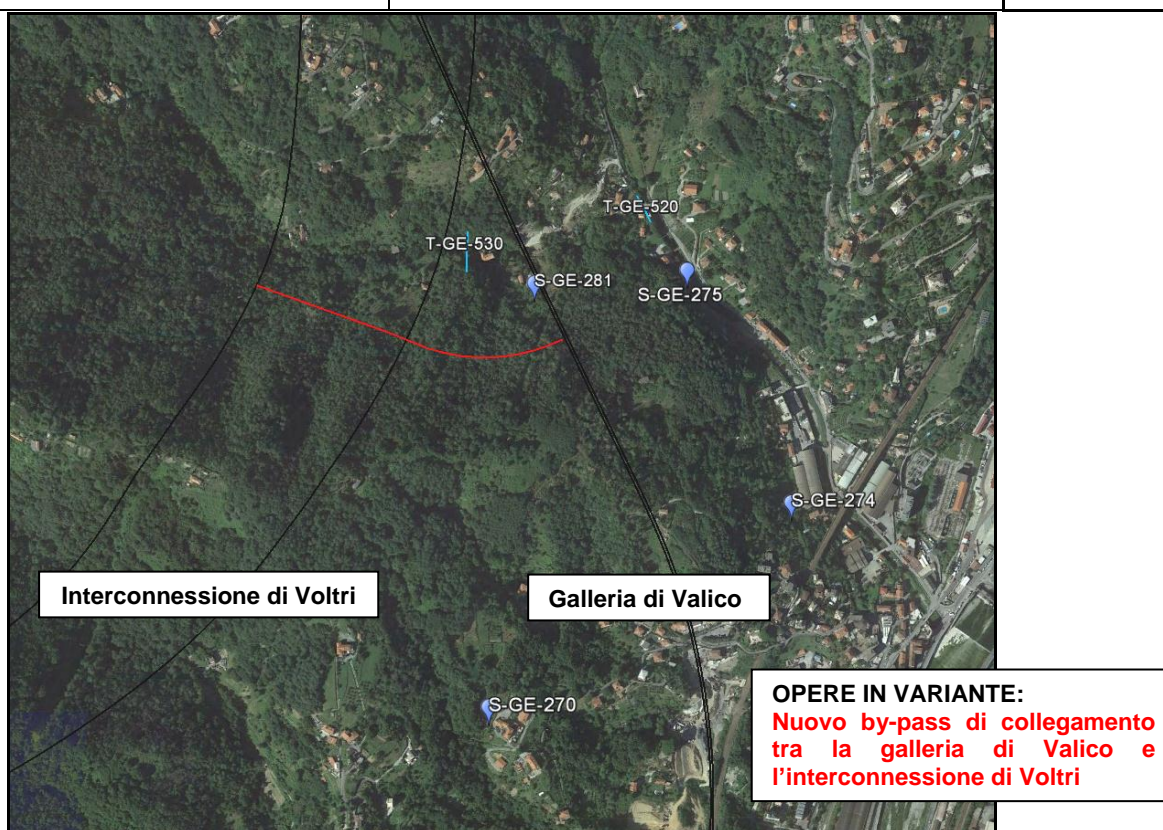 T-GE-520
T-GE-530
S-GE-281
S-GE-275
S-GE-274
Interconnessione di Voltri
Galleria di Valico
S-GE-270
OPERE IN VARIANTE:
Nuovo by-pass di collegamento
tra la galleria di Valico e
l'interconnessione di Voltri